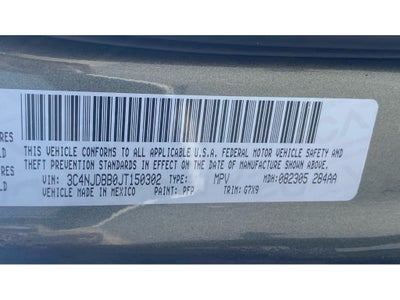 THIS VEHICLE CONFORMS TO ALL APPLICABLE U.S.A. FEDERAL MOTOR VEHICLE SAFETY
AND THEFT PREVENTION STANDARDS IN EFFECT ON THE DATE OF MANUFACTURE SHOWN ABOVE.
VIN: 3C4NJDBB0JT150302 TYPE: MPV MDH: 082305 284AA
VEHICLE MADE IN MEXICO PAINT: PFP TRIM: G7X9